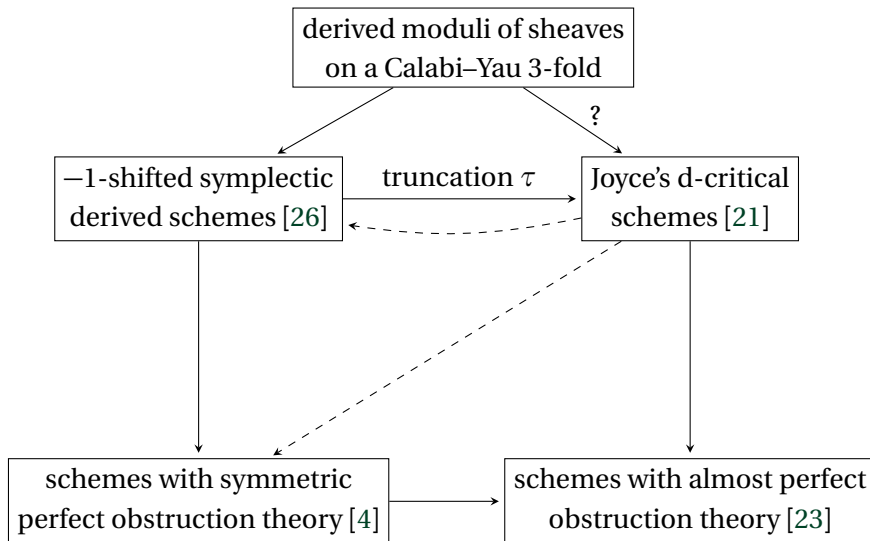 derived moduli of sheaves
on a Calabi–Yau 3-fold
?
−1-shifted symplectic
derived schemes [26]
truncation τ
Joyce's d-critical
schemes [21]
schemes with symmetric
perfect obstruction theory [4]
schemes with almost perfect
obstruction theory [23]